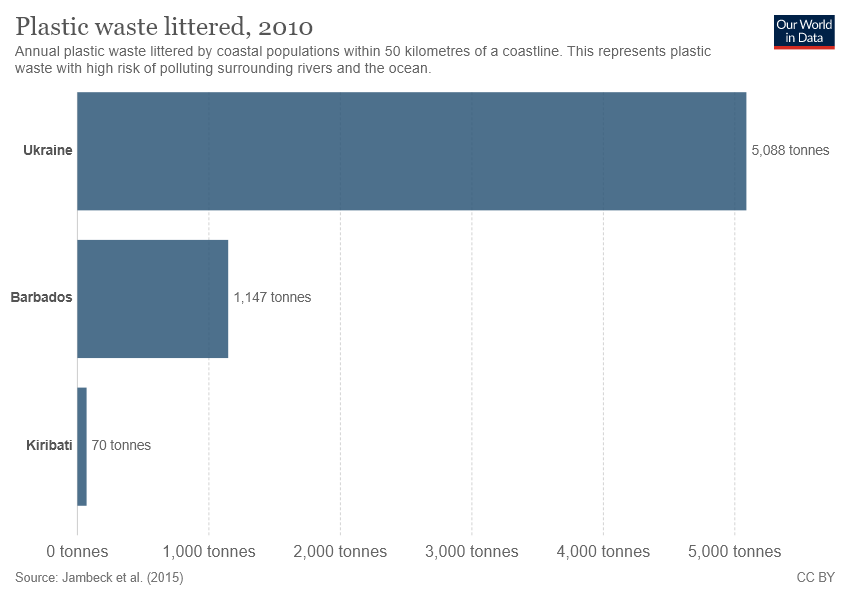 Plastic waste littered, 2010
Our World
in Data
Annual plastic waste littered by coastal populations within 50 kilometres of a coastline. This represents plastic
waste with high risk of polluting surrounding rivers and the ocean.
Ukraine
5,088 tonnes
Barbados
1,147 tonnes
Kiribati
70 tonnes
0 tonnes
1,000 tonnes
2,000 tonnes
3,000 tonnes
4,000 tonnes
5,000 tonnes
Source: Jambeck et al. (2015)
CC BY